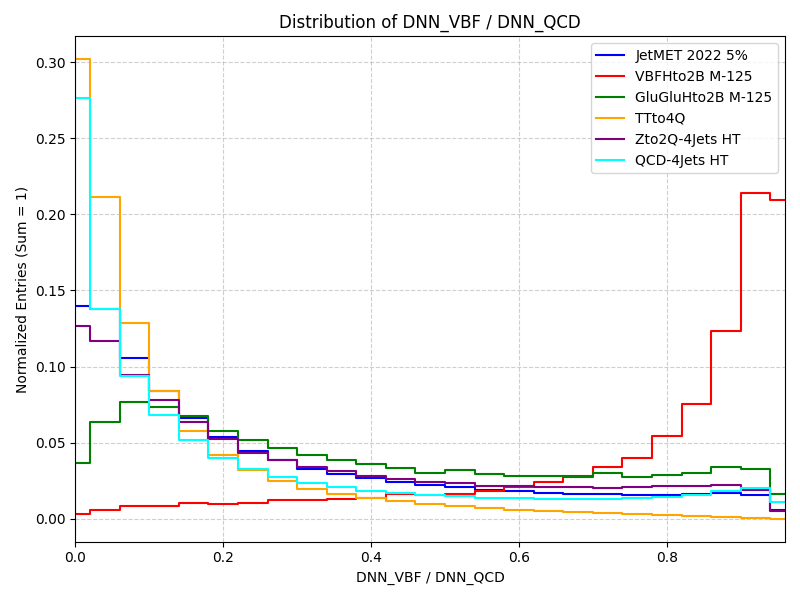 Distribution of DNN_VBF / DNN_QCD
JetMET 2022 5%
VBFHto2B M-125
GluGluHto2B M-125
TTto4Q
Zto2Q-4Jets HT
QCD-4Jets HT
Normalized Entries (Sum = 1)
0.30
0.25
0.20
0.15
0.10
0.05
0.00
0.0 0.2 0.4 0.6 0.8
DNN_VBF / DNN_QCD